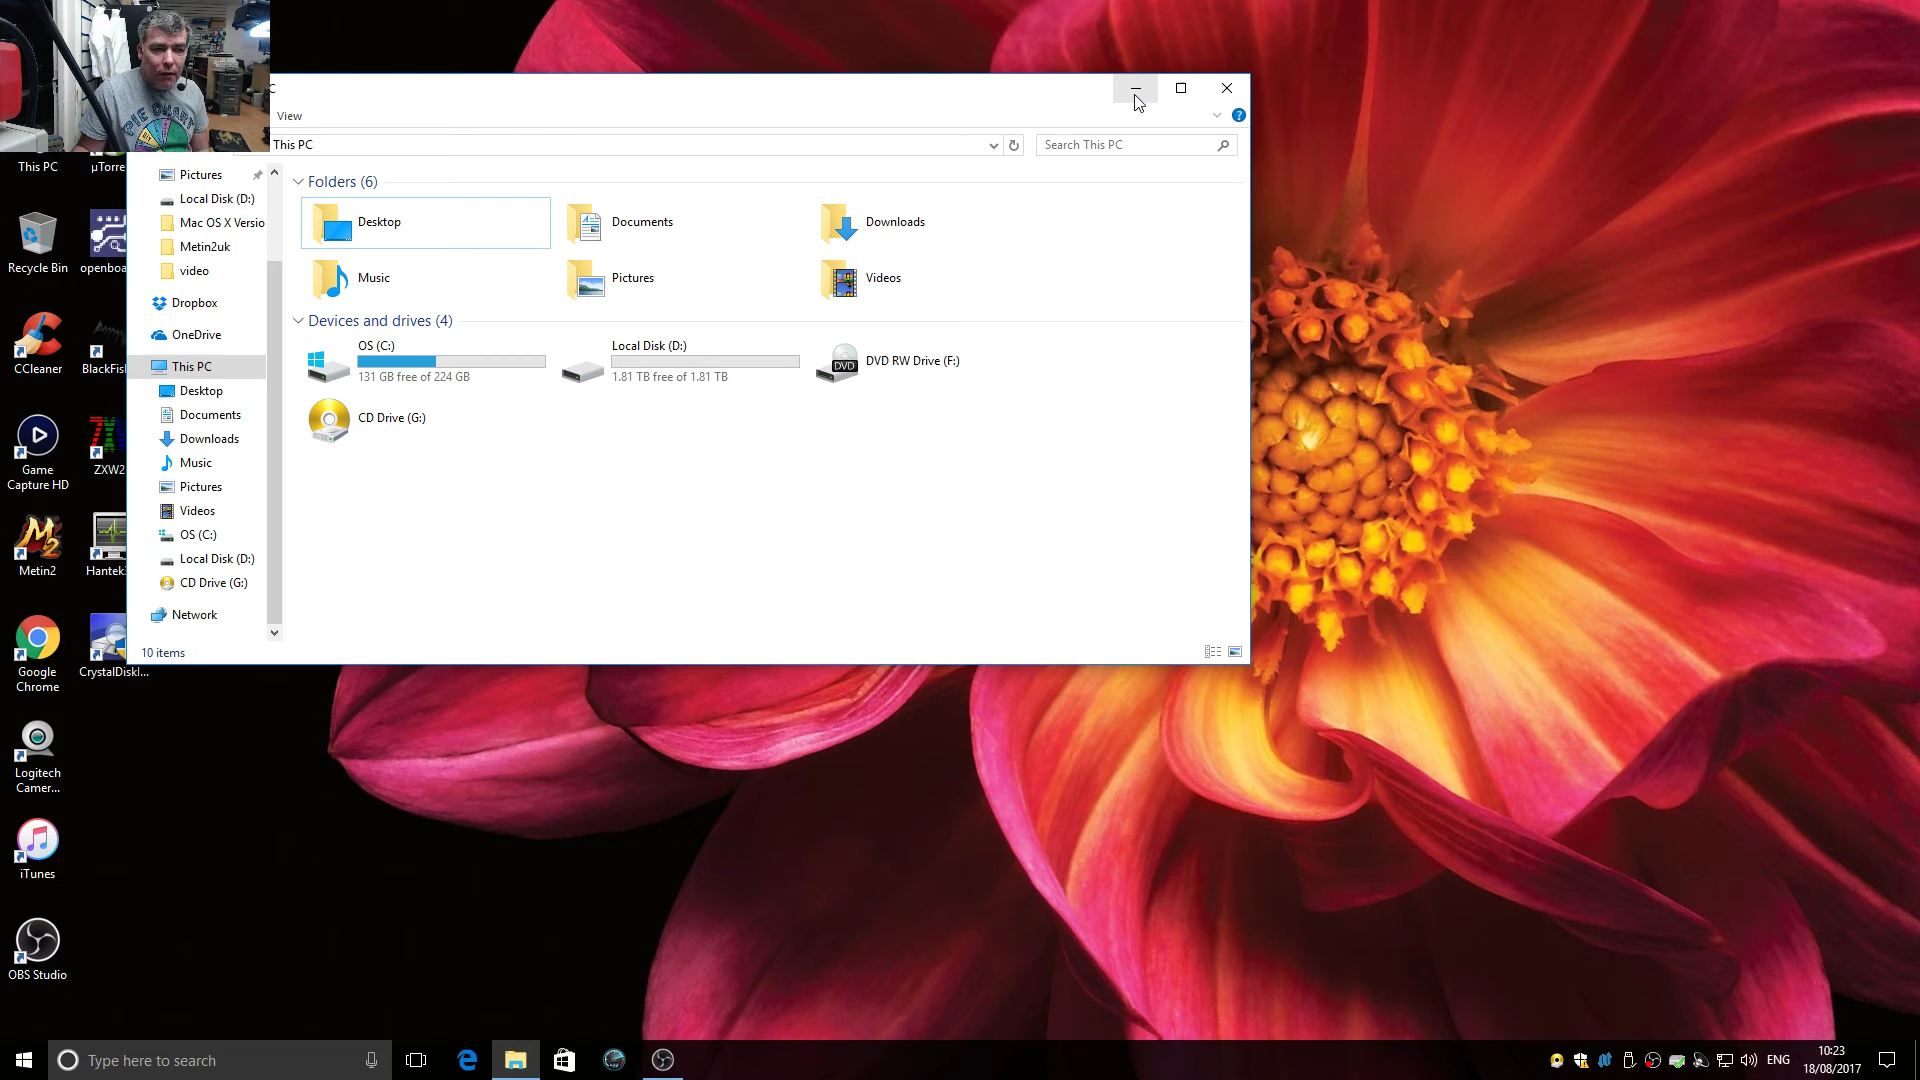 PIE CHART
C
View
This PC
Search This PC
This PC
µTorre
Recycle Bin
openboa
CCleaner
BlackFis
Game
Capture HD
ZXW2
Metin2
Hantek
Google
Chrome
CrystalDiskI...
Logitech
Camer...
iTunes
OBS Studio
Pictures
Local Disk (D:)
Mac OS X Versio
Metin2uk
video
Dropbox
OneDrive
This PC
Desktop
Documents
Downloads
Music
Pictures
Videos
OS (C:)
Local Disk (D:)
CD Drive (G:)
Network
10 items
Folders (6)
Desktop
Documents
Downloads
Music
Pictures
Videos
Devices and drives (4)
OS (C:)
131 GB free of 224 GB
Local Disk (D:)
1.81 TB free of 1.81 TB
DVD
DVD RW Drive (F:)
CD Drive (G:)
Type here to search
ENG
10:23
18/08/2017